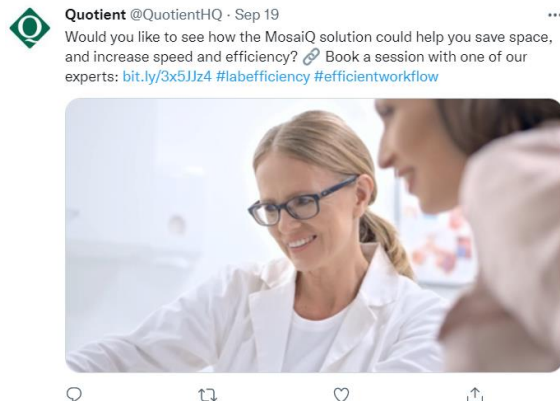 Quotient @QuotientHQ · Sep 19
Would you like to see how the MosaiQ solution could help you save space,
and increase speed and efficiency? 🔗 Book a session with one of our
experts: bit.ly/3x5JJz4 #labefficiency #efficientworkflow